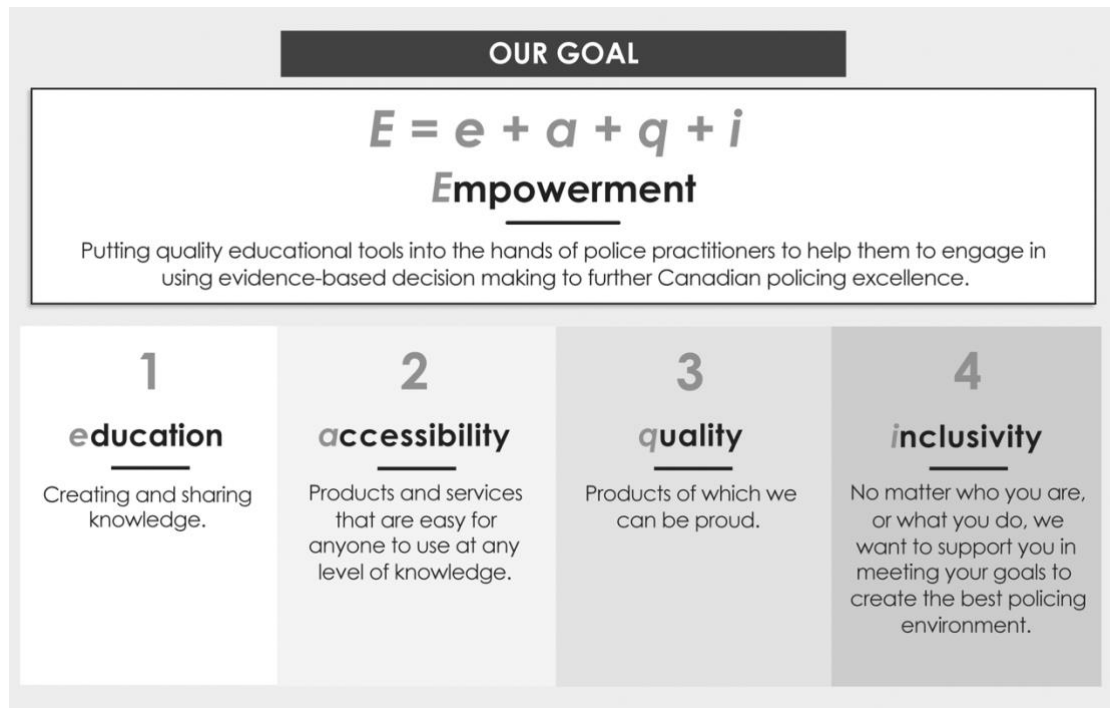 OUR GOAL
E = e + a + q + i
Empowerment
Putting quality educational tools into the hands of police practitioners to help them to engage in
using evidence-based decision making to further Canadian policing excellence.
1
education
Creating and sharing
knowledge.
2
accessibility
Products and services
that are easy for
anyone to use at any
level of knowledge.
3
quality
Products of which we
can be proud.
4
inclusivity
No matter who you are,
or what you do, we
want to support you in
meeting your goals to
create the best policing
environment.